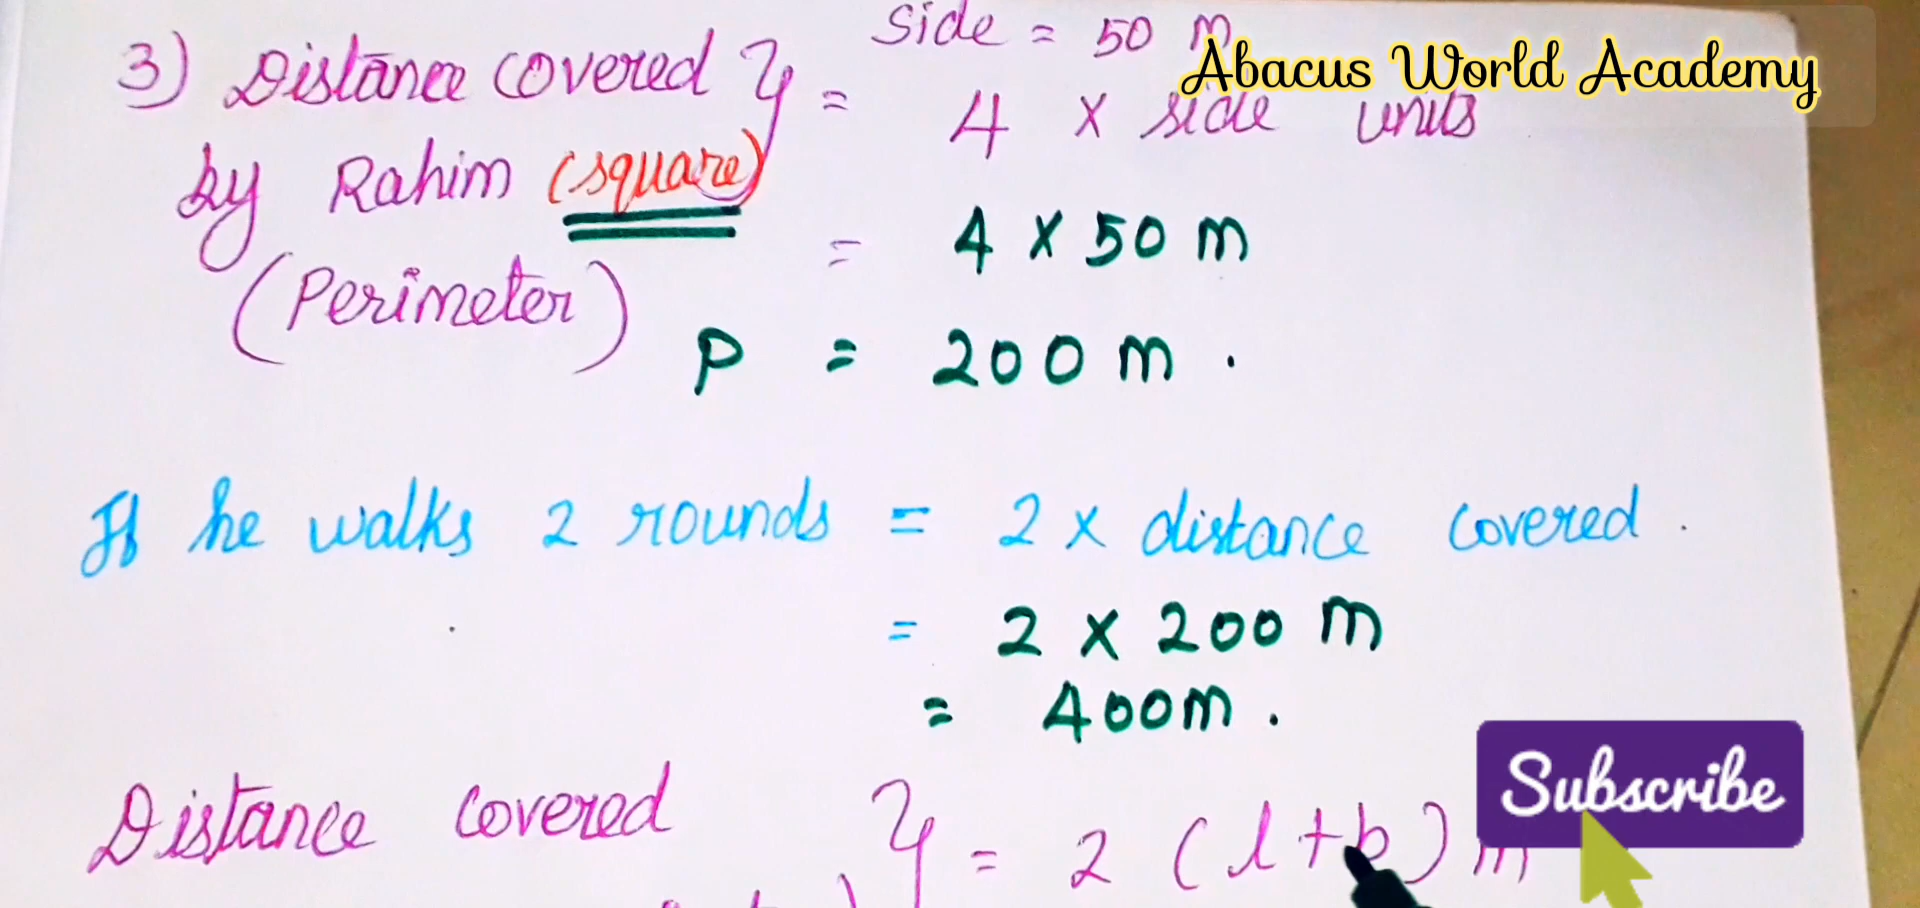 side = 50 m
Abacus World Academy
3) Distance covered } = 4 x side units
by Rahim (square)
= 4 x 50 m
(Perimeter)
P = 200 m .
If he walks 2 rounds = 2 x distance covered .
= 2 x 200 m
= 400m .
Subscribe
Distance covered } = 2 (l+b) m